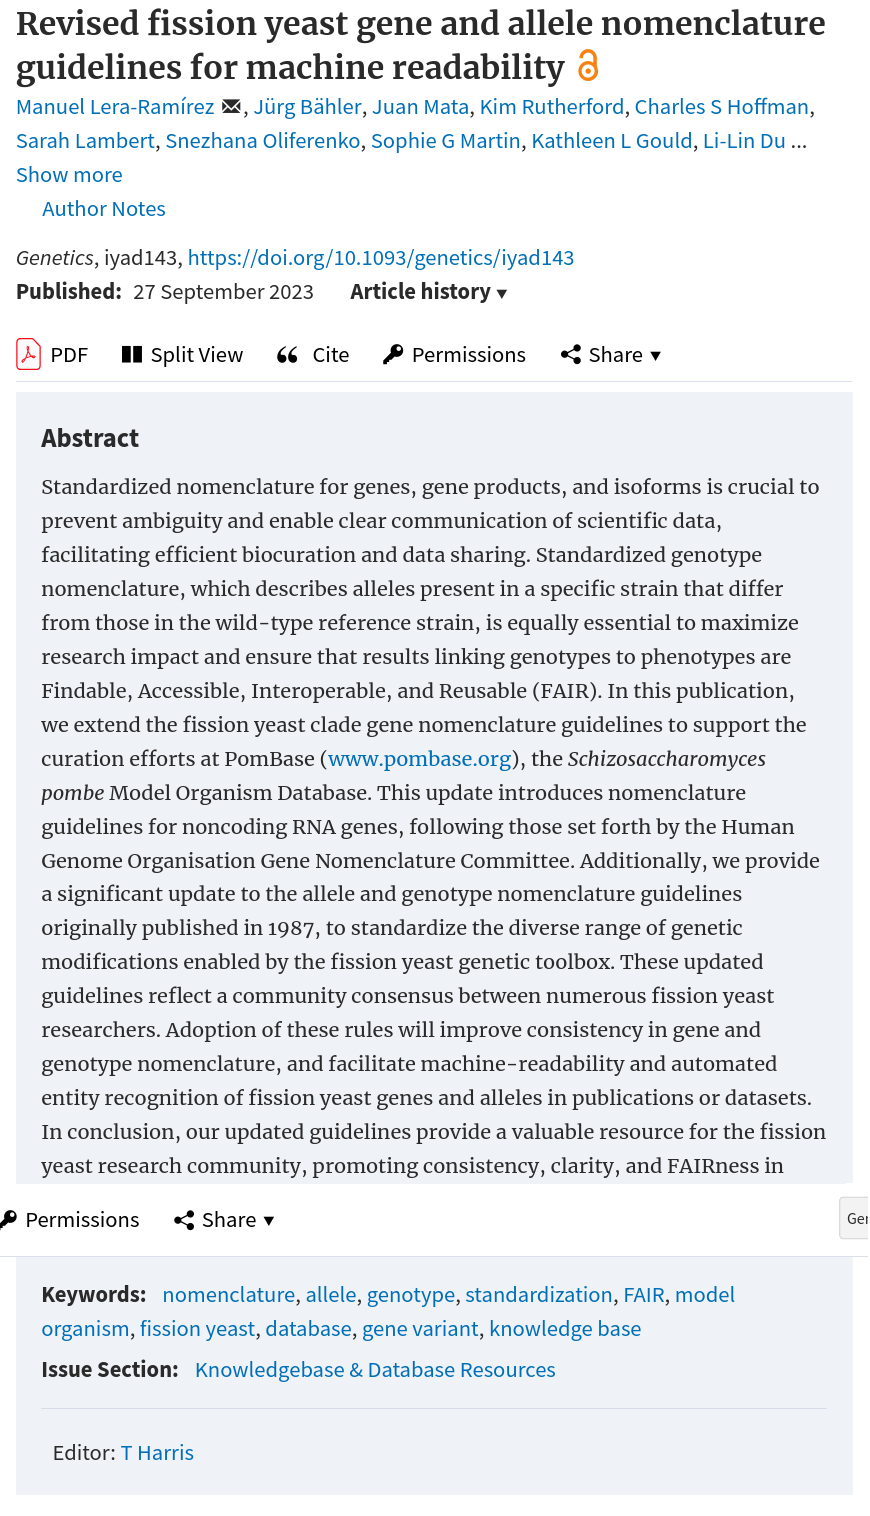 Revised fission yeast gene and allele nomenclature
guidelines for machine readability
Manuel Lera-Ramírez , Jürg Bähler, Juan Mata, Kim Rutherford, Charles S Hoffman,
Sarah Lambert, Snezhana Oliferenko, Sophie G Martin, Kathleen L Gould, Li-Lin Du ...
Show more
Author Notes
Genetics, iyad143, https://doi.org/10.1093/genetics/iyad143
Published: 27 September 2023 Article history ▼
PDF Split View Cite Permissions Share ▼
Abstract
Standardized nomenclature for genes, gene products, and isoforms is crucial to
prevent ambiguity and enable clear communication of scientific data,
facilitating efficient biocuration and data sharing. Standardized genotype
nomenclature, which describes alleles present in a specific strain that differ
from those in the wild-type reference strain, is equally essential to maximize
research impact and ensure that results linking genotypes to phenotypes are
Findable, Accessible, Interoperable, and Reusable (FAIR). In this publication,
we extend the fission yeast clade gene nomenclature guidelines to support the
curation efforts at PomBase (www.pombase.org), the Schizosaccharomyces
pombe Model Organism Database. This update introduces nomenclature
guidelines for noncoding RNA genes, following those set forth by the Human
Genome Organisation Gene Nomenclature Committee. Additionally, we provide
a significant update to the allele and genotype nomenclature guidelines
originally published in 1987, to standardize the diverse range of genetic
modifications enabled by the fission yeast genetic toolbox. These updated
guidelines reflect a community consensus between numerous fission yeast
researchers. Adoption of these rules will improve consistency in gene and
genotype nomenclature, and facilitate machine-readability and automated
entity recognition of fission yeast genes and alleles in publications or datasets.
In conclusion, our updated guidelines provide a valuable resource for the fission
yeast research community, promoting consistency, clarity, and FAIRness in
Permissions Share ▼ Ger
Keywords: nomenclature, allele, genotype, standardization, FAIR, model
organism, fission yeast, database, gene variant, knowledge base
Issue Section: Knowledgebase & Database Resources
Editor: T Harris